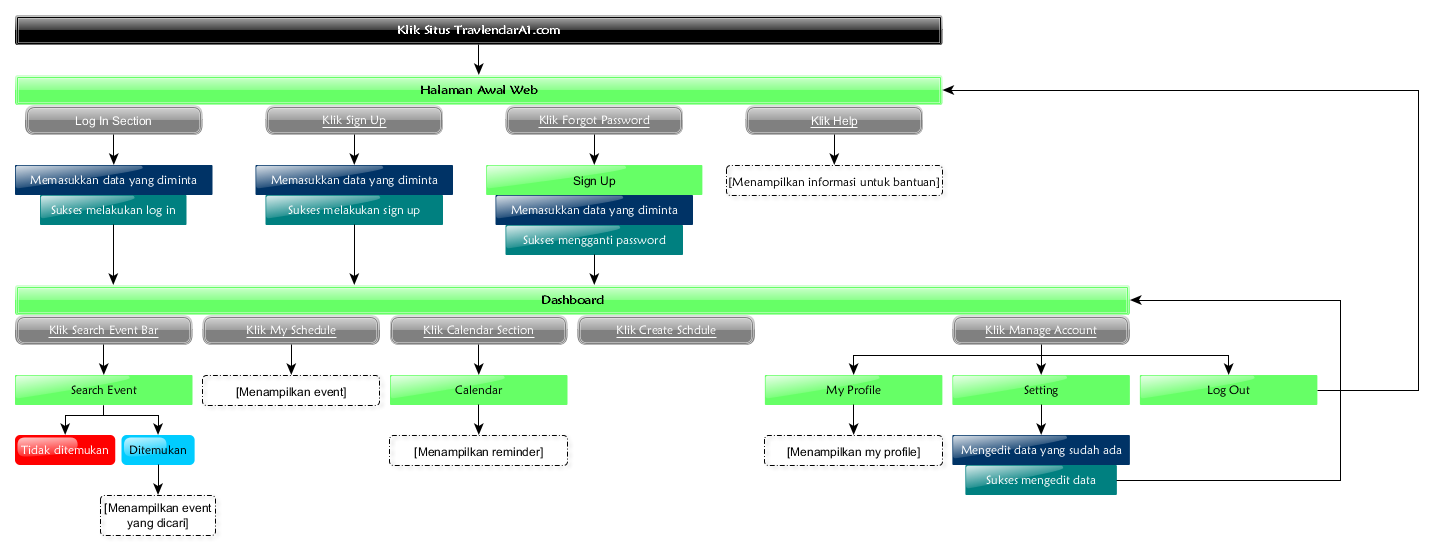 Klik Situs TravlendarA1.com
Halaman Awal Web
Log In Section
Klik Sign Up
Klik Forgot Password
Klik Help
Memasukkan data yang diminta
Sukses melakukan log in
Memasukkan data yang diminta
Sukses melakukan sign up
Sign Up
Memasukkan data yang diminta
Sukses mengganti password
[Menampilkan informasi untuk bantuan]
Dashboard
Klik Search Event Bar
Klik My Schedule
Klik Calendar Section
Klik Create Schdule
Klik Manage Account
Search Event
[Menampilkan event]
Calendar
My Profile
Setting
Log Out
Tidak ditemukan
Ditemukan
[Menampilkan reminder]
[Menampilkan my profile]
Mengedit data yang sudah ada
Sukses mengedit data
[Menampilkan event
yang dicari]